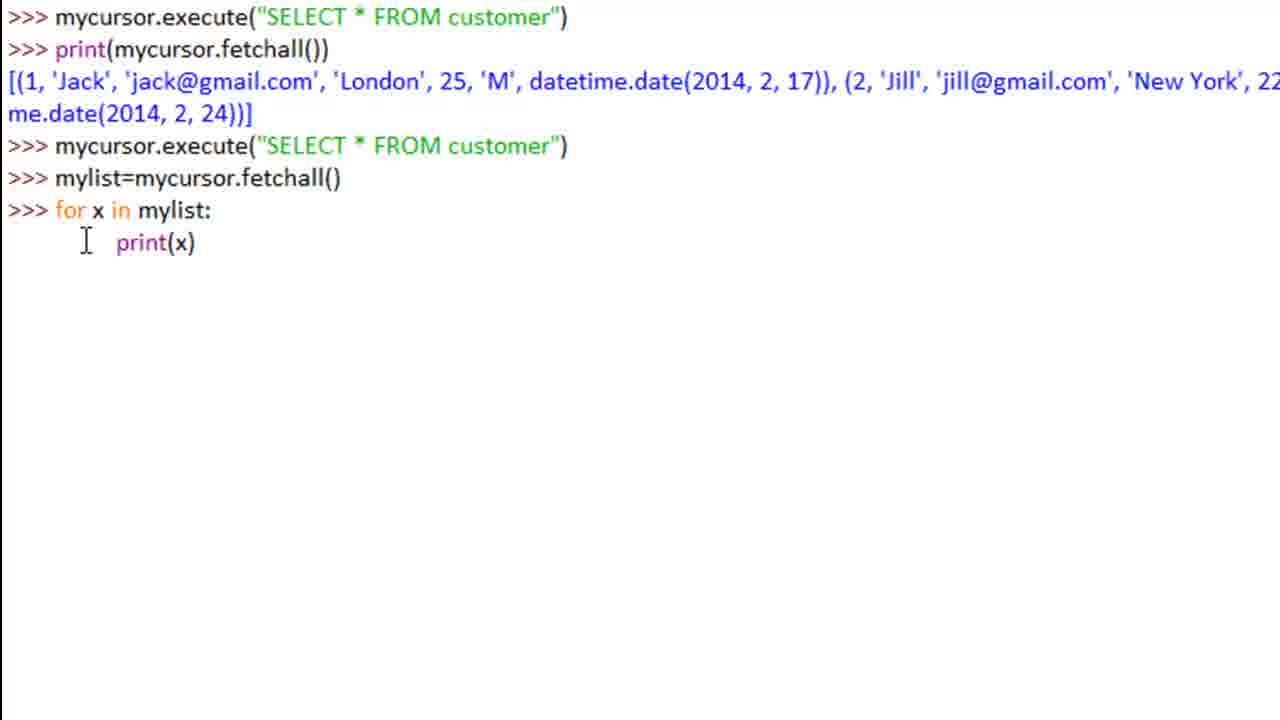 >>> mycursor.execute("SELECT * FROM customer")
>>> print(mycursor.fetchall())
[(1, 'Jack', 'jack@gmail.com', 'London', 25, 'M', datetime.date(2014, 2, 17)), (2, 'Jill', 'jill@gmail.com', 'New York', 22
me.date(2014, 2, 24))]
>>> mycursor.execute("SELECT * FROM customer")
>>> mylist=mycursor.fetchall()
>>> for x in mylist:
print(x)